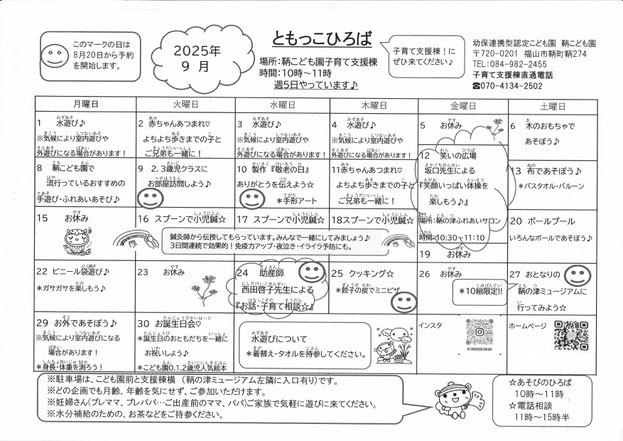 このマークの日は
8月20日から予約
を開始します。
2025年
9月
ともっこひろば
場所：鞆こども園子育て支援棟
時間：10時～11時
週5日やっています♪
子育て支援棟！に
ぜひ来てください♪
幼保連携型認定こども園 鞆こども園
〒720-0201 福山市鞆町鞆274
TEL:084-982-2455
子育て支援棟直通電話
☎070-4134-2502
月曜日 火曜日 水曜日 木曜日 金曜日 土曜日
1 水遊び♪
※気候により室内遊びや
外遊びになる場合があります！
2 赤ちゃんあつまれ♡
よちよち歩きまでの子と
ご兄弟も一緒に！
3 水遊び♪
※気候により室内遊びや
外遊びになる場合があります！
4 水遊び♪
※気候により室内遊びや
外遊びになる場合があります！
5 お休み
6 木のおもちゃで
あそぼう♪
8 鞆こども園で
流行っているおすすめの
手遊び・ふれあいあそび♪
9 2，3歳児クラスに
お部屋訪問しよう♪
10 製作『敬老の日』
ありがとうを伝えよう☆
＊手形アート
11 赤ちゃんあつまれ♡
よちよち歩きまでの子と
ご兄弟も一緒に！
12 笑いの広場
坂口先生による
『笑顔いっぱい体操を
楽しもう♪』
場所：鞆の津ふれあいサロン
時間：10:30～11:10
13 布であそぼう♪
＊バスタオル・バルーン
15 お休み
16 スプーンで小児鍼☆
17 スプーンで小児鍼☆
18 スプーンで小児鍼☆
鍼灸師から伝授してもらっています。みんなで一緒にしてみましょう♪
3日間連続で効果的！免疫力アップ・夜泣き・イライラ予防にも。
19 お休み
20 ボールプール
いろんなボールであそぼう♪
22 ビニール袋遊び♪
＊ガサガサを楽しもう♪
23 お休み
24 助産師
西田啓子先生による
『お話・子育て相談☆』
25 クッキング☆
＊餃子の皮でミニピザ
26 お休み
＊10組限定!!
27 おとなりの
鞆の津ミュージアムに
行ってみよう☆
29 お外であそぼう♪
※気候により室内になる
場合があります！
＊身長・体重を測ろう！
30 お誕生日会♡
＊誕生日のおともだちを一緒に
お祝いしよう♪
＊こども園0.1.2歳児人気絵本
水遊びについて
＊着替え・タオルを持参してください。
インスタ
ホームページ
※駐車場は、こども園前と支援棟横（鞆の津ミュージアム左隣に入口有り）です。
※どの企画でも月齢、年齢を気にせず、ご参加いただけます。
※妊婦さん（プレママ、プレパパ…ご出産前のママ、パパ）ご家族で気軽に遊びに来てください。
※水分補給のための、お茶などをご持参ください。
☆あそびのひろば
10時～11時
☆電話相談
11時～15時半